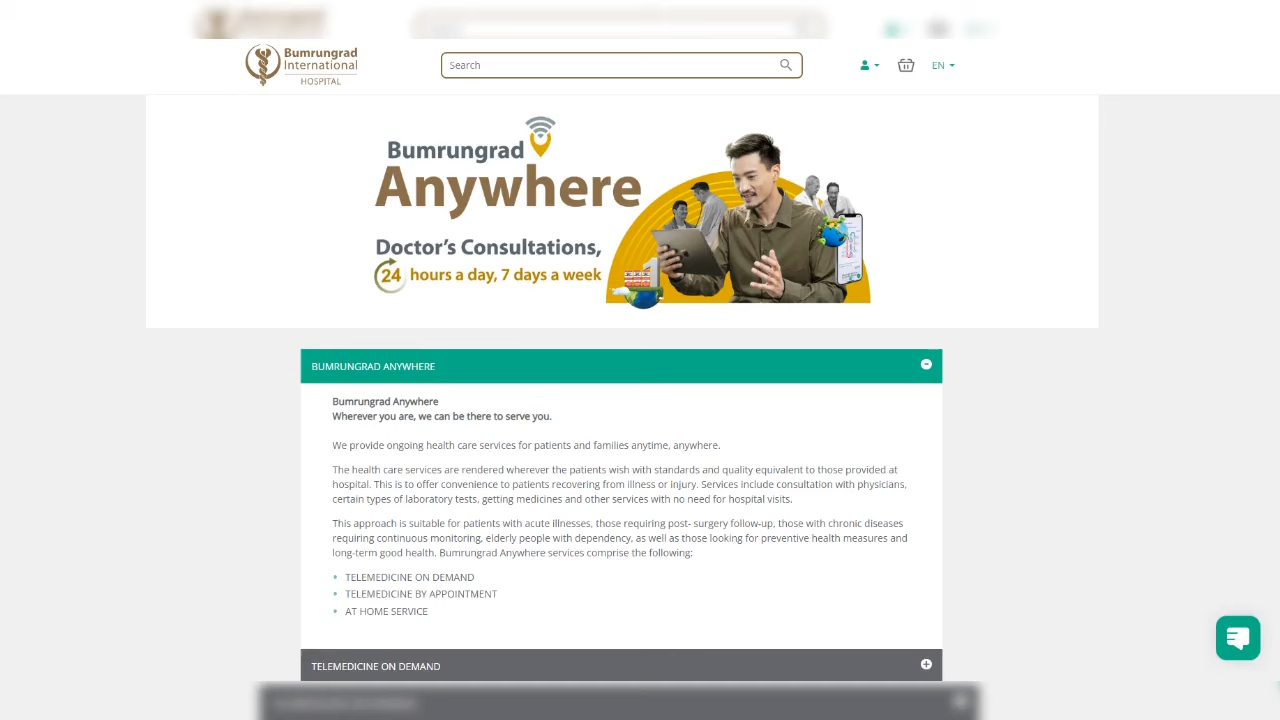 Bumrungrad
International
HOSPITAL
Search
EN
Bumrungrad
Anywhere
Doctor's Consultations,
24 hours a day, 7 days a week
BUMRUNGRAD ANYWHERE
Bumrungrad Anywhere
Wherever you are, we can be there to serve you.
We provide ongoing health care services for patients and families anytime, anywhere.
The health care services are rendered wherever the patients wish with standards and quality equivalent to those provided at
hospital. This is to offer convenience to patients recovering from illness or injury. Services include consultation with physicians,
certain types of laboratory tests, getting medicines and other services with no need for hospital visits.
This approach is suitable for patients with acute illnesses, those requiring post- surgery follow-up, those with chronic diseases
requiring continuous monitoring, elderly people with dependency, as well as those looking for preventive health measures and
long-term good health. Bumrungrad Anywhere services comprise the following:
• TELEMEDICINE ON DEMAND
• TELEMEDICINE BY APPOINTMENT
• AT HOME SERVICE
TELEMEDICINE ON DEMAND